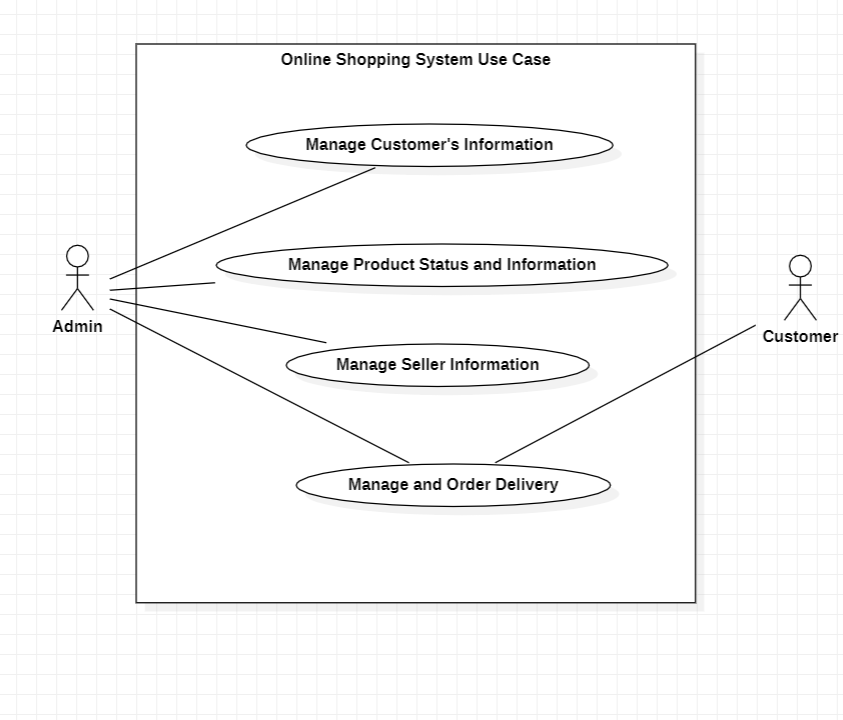 Online Shopping System Use Case
Manage Customer's Information
Manage Product Status and Information
Admin
Customer
Manage Seller Information
Manage and Order Delivery